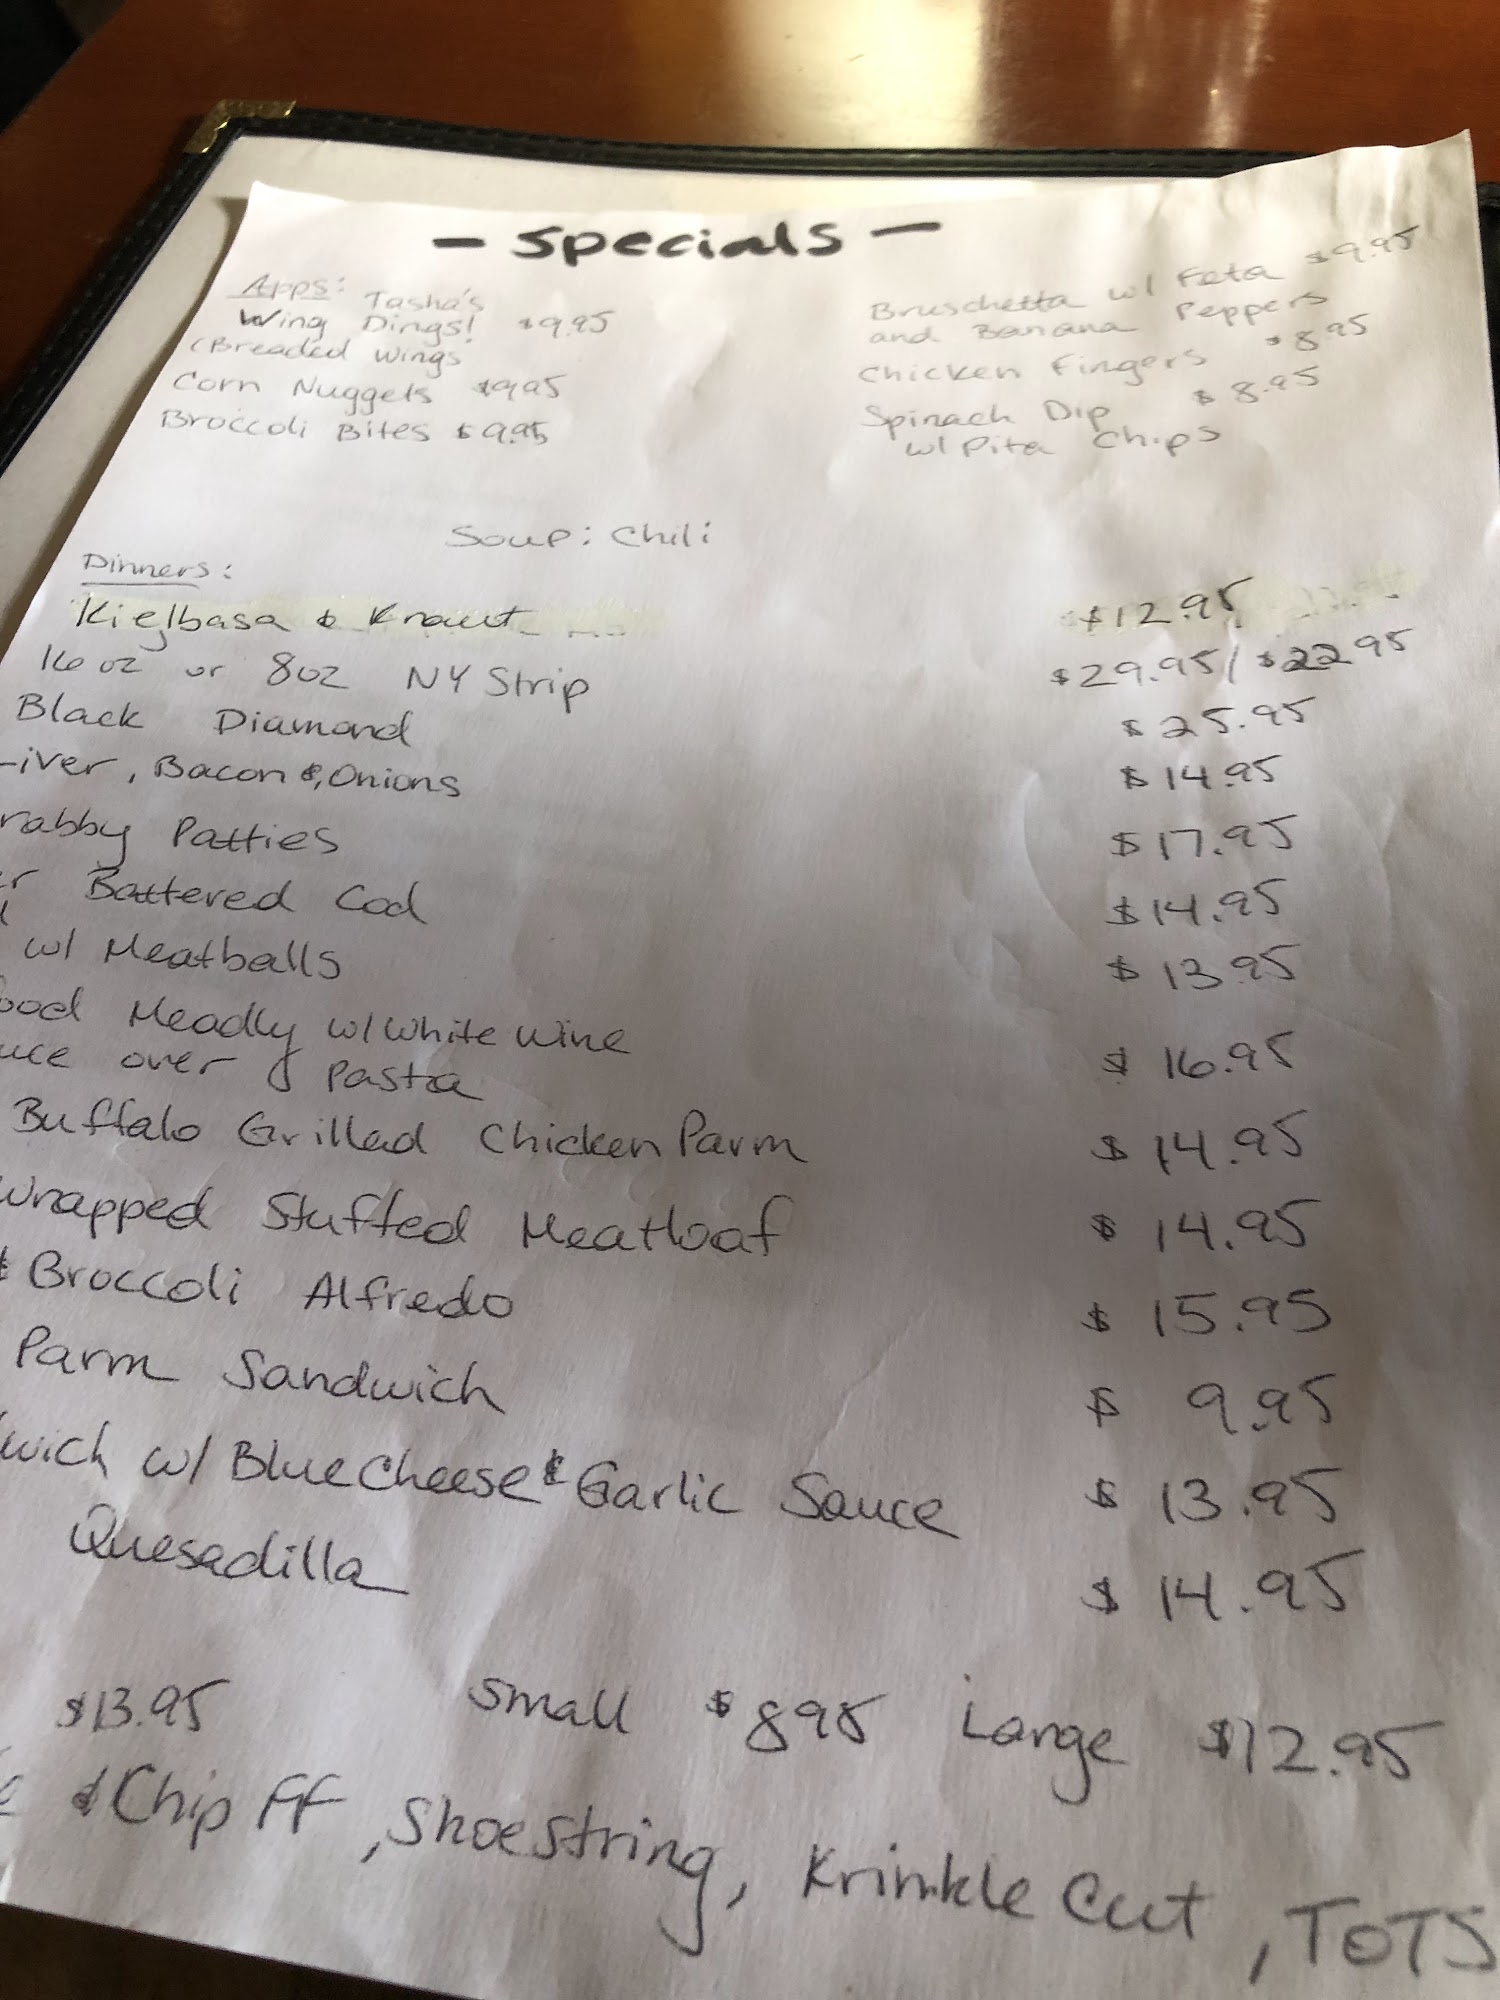 - Specials -
Apps: Tasha's
Wing Dings! $9.95
(Breaded Wings
Corn Nuggets $9.95
Broccoli Bites $9.95
Bruschetta w/ Feta $9.95
and Banana Peppers
Chicken Fingers $8.95
Spinach Dip $8.95
w/ Pita Chips
Soup: Chili
Dinners:
Kielbasa & Kraut $12.95
16 oz or 8oz NY Strip $29.95/$22.95
Black Diamond $25.95
Liver, Bacon & Onions $14.95
rabby Patties $17.95
er Battered Cod $14.95
w/ Meatballs $13.95
ood Meadly w/ White Wine
uce over Pasta $16.95
Buffalo Grilled Chicken Parm $14.95
wrapped Stuffed Meatloaf $14.95
& Broccoli Alfredo $15.95
Parm Sandwich $9.95
wich w/ Blue Cheese & Garlic Sauce $13.95
Quesadilla $14.95
$13.95 Small $8.95 Large $12.95
& Chip FF, Shoestring, Krinkle Cut, TOTS